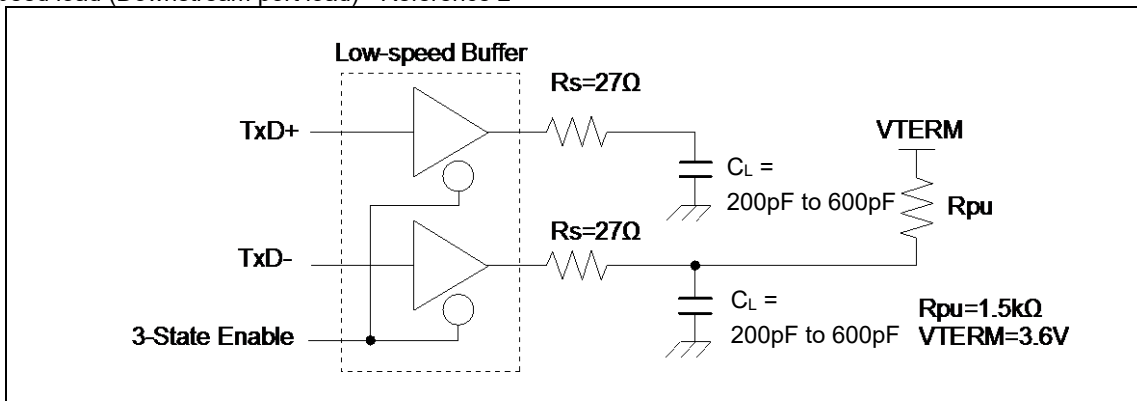 Low-speed Buffer
Rs=27Ω
TxD+
VTERM
CL =
200pF to 600pF
Rpu
Rs=27Ω
TxD-
CL =
200pF to 600pF
Rpu=1.5kΩ
VTERM=3.6V
3-State Enable